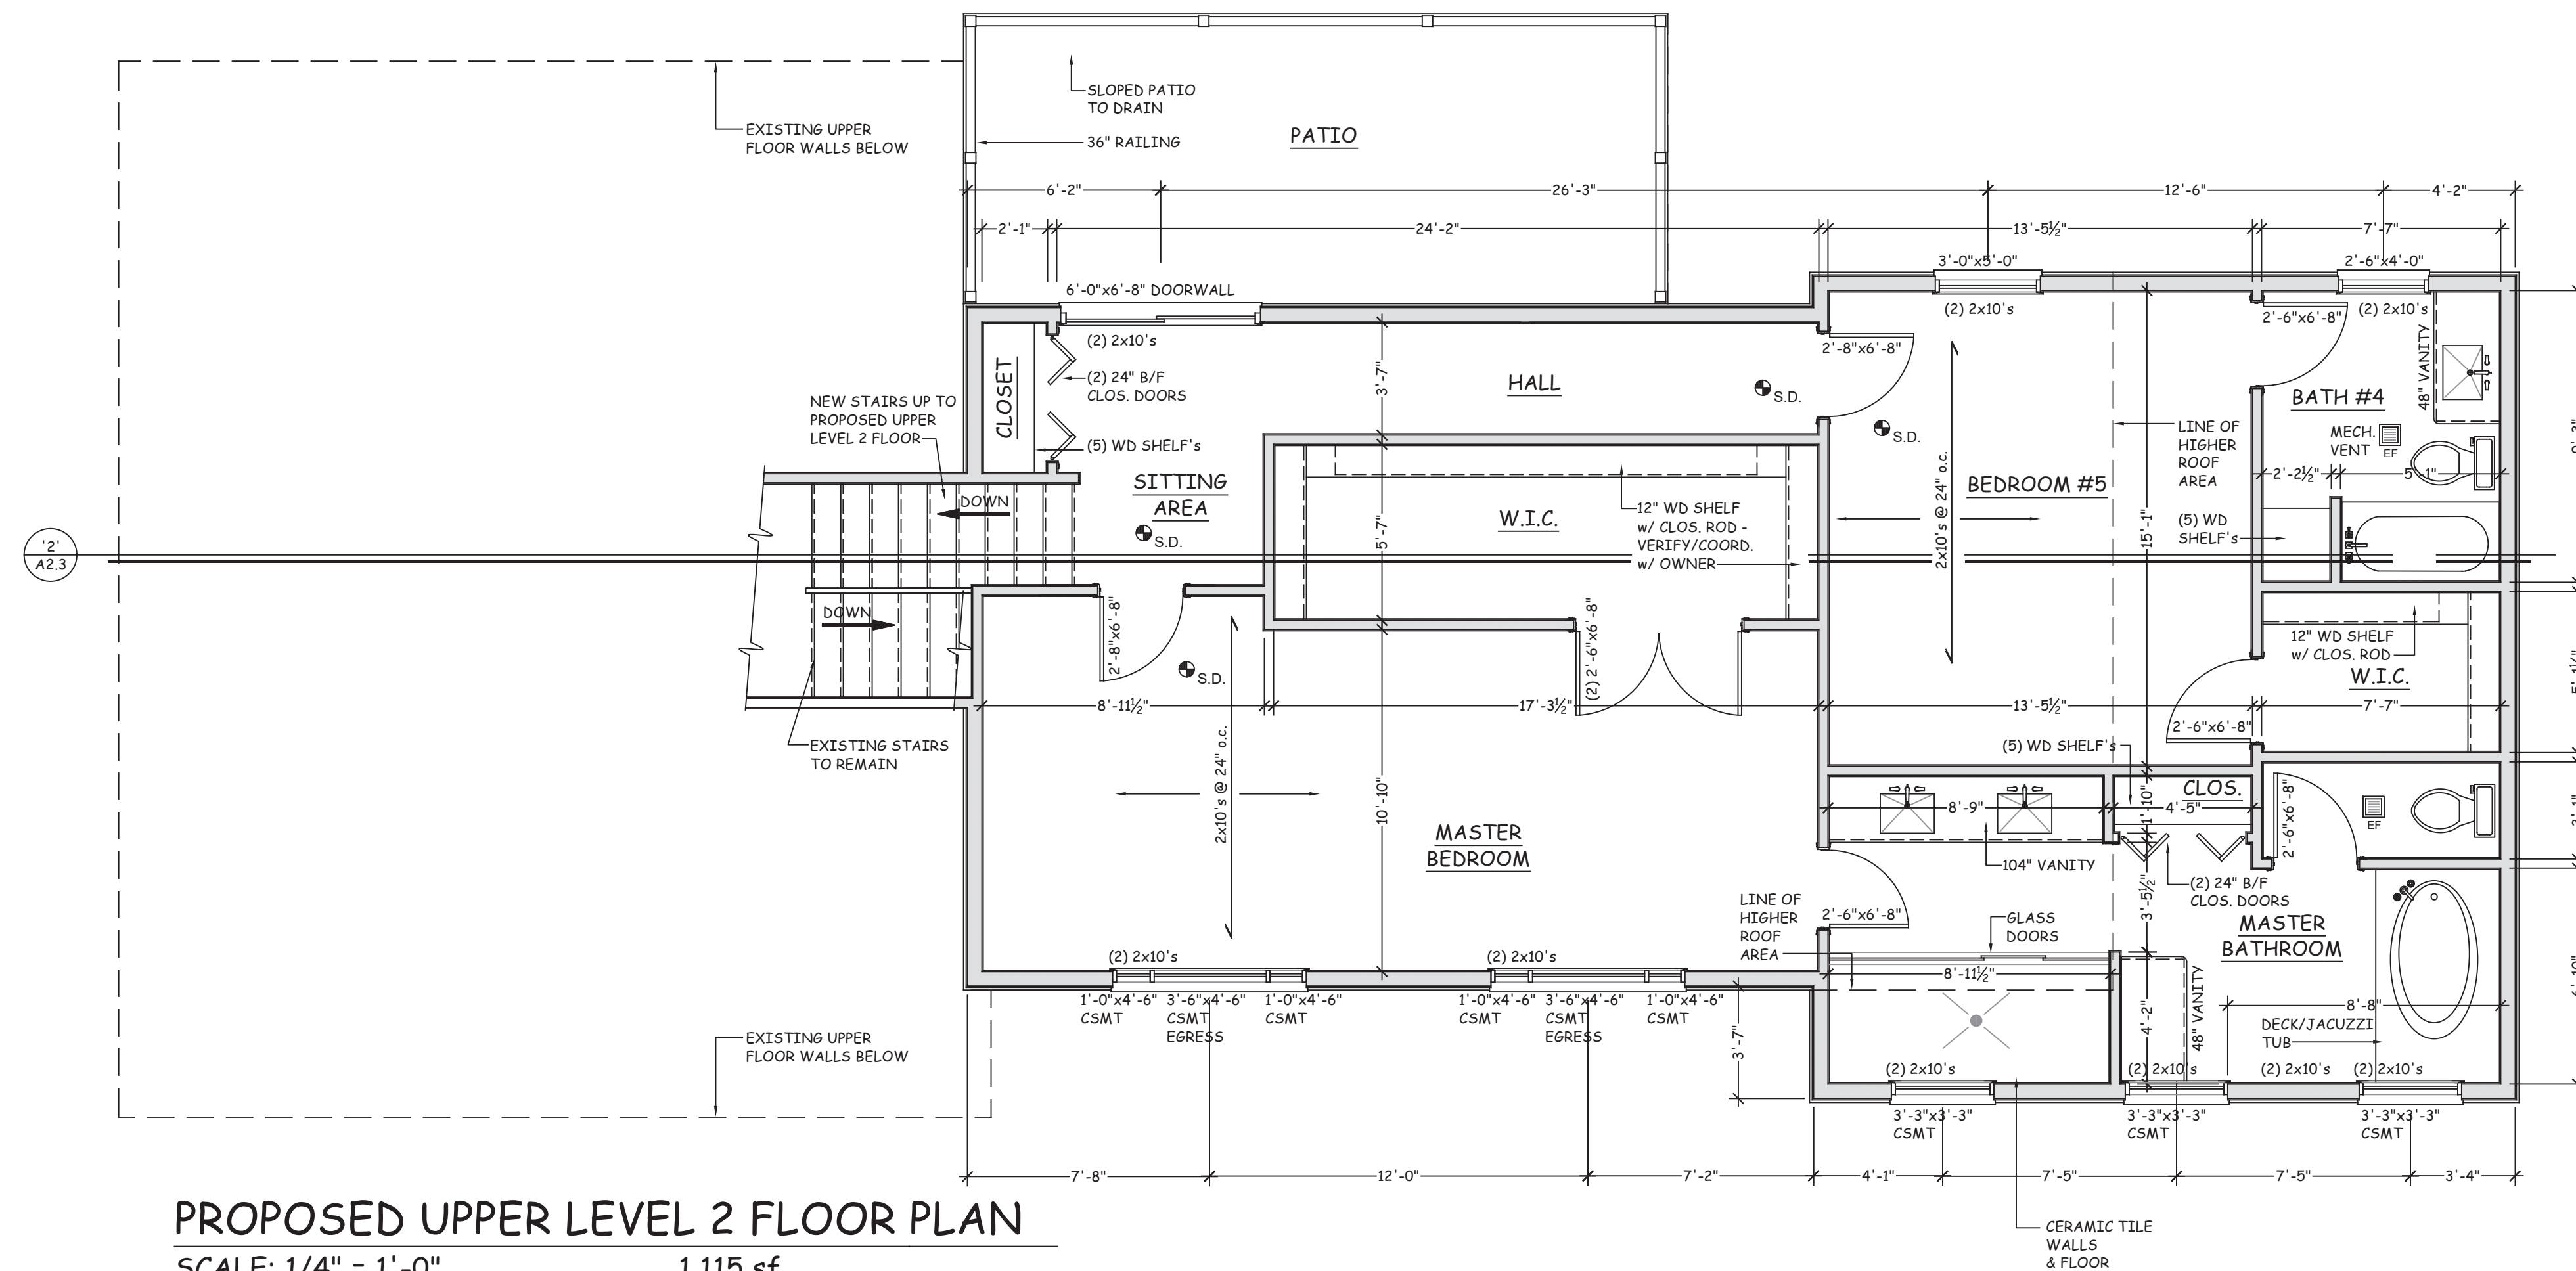 SLOPED PATIO
TO DRAIN
EXISTING UPPER
FLOOR WALLS BELOW
36" RAILING
PATIO
6'-2"
26'-3"
12'-6"
4'-2"
2'-1"
24'-2"
13'-5½"
7'-7"
3'-0"x5'-0"
2'-6"x4'-0"
6'-0"x6'-8" DOORWALL
(2) 2x10's
(2) 2x10's
2'-6"x6'-8"
(2) 2x10's
2'-8"x6'-8"
CLOSET
(2) 24" B/F
CLOS. DOORS
3'-7"
HALL
S.D.
48" VANITY
BATH #4
NEW STAIRS UP TO
PROPOSED UPPER
LEVEL 2 FLOOR
(5) WD SHELF's
S.D.
LINE OF
HIGHER
ROOF
AREA
MECH.
VENT
EF
2'-2½"
5'-1"
SITTING
AREA
DOWN
BEDROOM #5
2x10's @ 24" o.c.
W.I.C.
12" WD SHELF
w/ CLOS. ROD -
VERIFY/COORD.
w/ OWNER
5'-7"
15'-1"
(5) WD
SHELF's
S.D.
'2'
A2.3
DOWN
2'-8"x6'-8"
(2) 2'-6"x6'-8"
12" WD SHELF
w/ CLOS. ROD
W.I.C.
S.D.
8'-11½"
17'-3½"
13'-5½"
7'-7"
2'-6"x6'-8"
EXISTING STAIRS
TO REMAIN
(5) WD SHELF's
2x10's @ 24" o.c.
10'-10"
CLOS.
8'-9"
4'-5"
1'-10"
2'-6"x6'-8"
EF
MASTER
BEDROOM
104" VANITY
(2) 24" B/F
CLOS. DOORS
3'-5½"
LINE OF
HIGHER
ROOF
AREA
2'-6"x6'-8"
GLASS
DOORS
MASTER
BATHROOM
(2) 2x10's
(2) 2x10's
8'-11½"
1'-0"x4'-6"
CSMT
3'-6"x4'-6"
CSMT
EGRESS
1'-0"x4'-6"
CSMT
1'-0"x4'-6"
CSMT
3'-6"x4'-6"
CSMT
EGRESS
1'-0"x4'-6"
CSMT
3'-7"
4'-2"
48" VANITY
8'-8"
DECK/JACUZZI
TUB
EXISTING UPPER
FLOOR WALLS BELOW
(2) 2x10's
(2) 2x10's
(2) 2x10's
(2) 2x10's
3'-3"x3'-3"
CSMT
3'-3"x3'-3"
CSMT
3'-3"x3'-3"
CSMT
7'-8"
12'-0"
7'-2"
4'-1"
7'-5"
7'-5"
3'-4"
CERAMIC TILE
WALLS
& FLOOR
PROPOSED UPPER LEVEL 2 FLOOR PLAN
SCALE: 1/4" = 1'-0"
1,115 sf